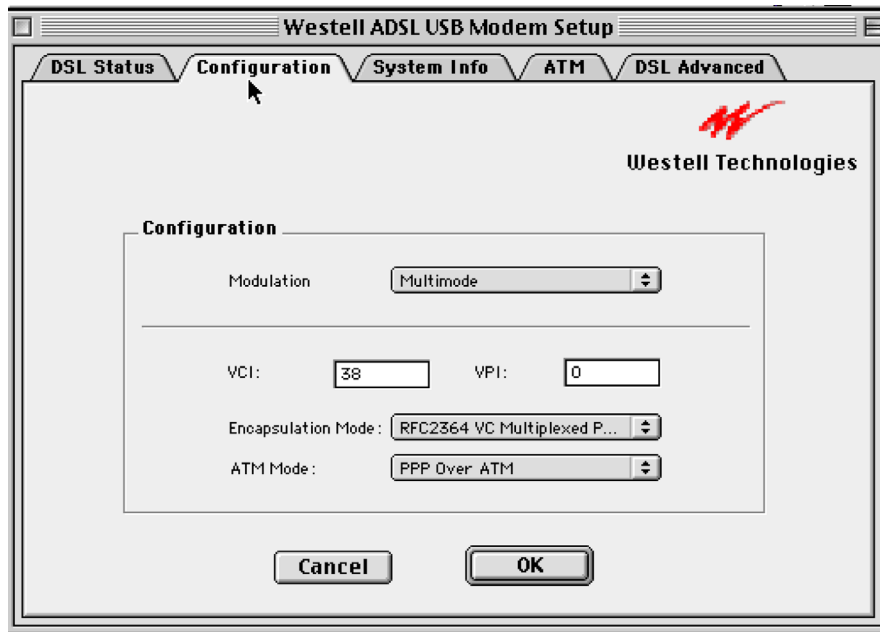 Westell ADSL USB Modem Setup
DSL Status Configuration System Info ATM DSL Advanced
Westell Technologies
Configuration
Modulation Multimode
VCI: 38 VPI: 0
Encapsulation Mode: RFC2364 VC Multiplexed P...
ATM Mode: PPP Over ATM
Cancel OK